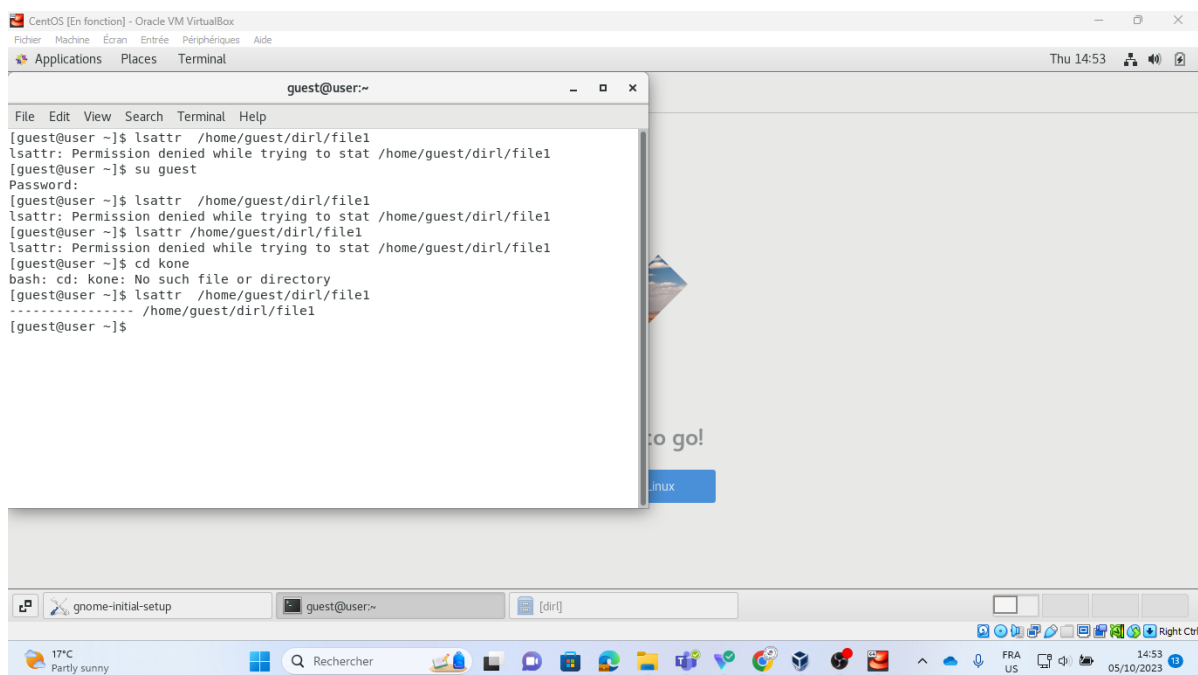 CentOS [En fonction] - Oracle VM VirtualBox
Fichier Machine Écran Entrée Périphériques Aide
Applications Places Terminal Thu 14:53
guest@user:~
File Edit View Search Terminal Help
[guest@user ~]$ lsattr  /home/guest/dirl/file1
lsattr: Permission denied while trying to stat /home/guest/dirl/file1
[guest@user ~]$ su guest
Password:
[guest@user ~]$ lsattr  /home/guest/dirl/file1
lsattr: Permission denied while trying to stat /home/guest/dirl/file1
[guest@user ~]$ lsattr /home/guest/dirl/file1
lsattr: Permission denied while trying to stat /home/guest/dirl/file1
[guest@user ~]$ cd kone
bash: cd: kone: No such file or directory
[guest@user ~]$ lsattr  /home/guest/dirl/file1
---------------- /home/guest/dirl/file1
[guest@user ~]$
to go!
Linux
gnome-initial-setup guest@user:~ [dirl]
Right Ctrl
17°C
Partly sunny
Rechercher
FRA
US
14:53
05/10/2023
13